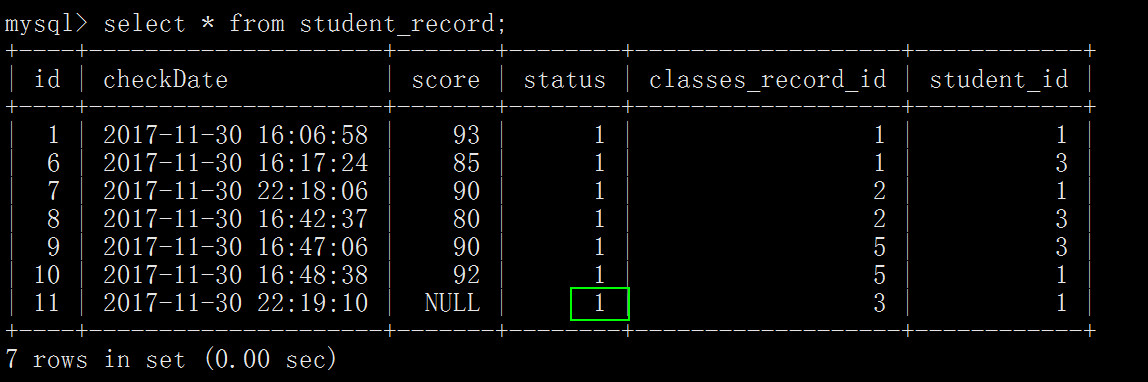 mysql> select * from student_record;
+----+---------------------+-------+--------+-------------------+------------+
| id | checkDate           | score | status | classes_record_id | student_id |
+----+---------------------+-------+--------+-------------------+------------+
|  1 | 2017-11-30 16:06:58 |    93 |      1 |                 1 |          1 |
|  6 | 2017-11-30 16:17:24 |    85 |      1 |                 1 |          3 |
|  7 | 2017-11-30 22:18:06 |    90 |      1 |                 2 |          1 |
|  8 | 2017-11-30 16:42:37 |    80 |      1 |                 2 |          3 |
|  9 | 2017-11-30 16:47:06 |    90 |      1 |                 5 |          3 |
| 10 | 2017-11-30 16:48:38 |    92 |      1 |                 5 |          1 |
| 11 | 2017-11-30 22:19:10 |  NULL |      1 |                 3 |          1 |
+----+---------------------+-------+--------+-------------------+------------+
7 rows in set (0.00 sec)